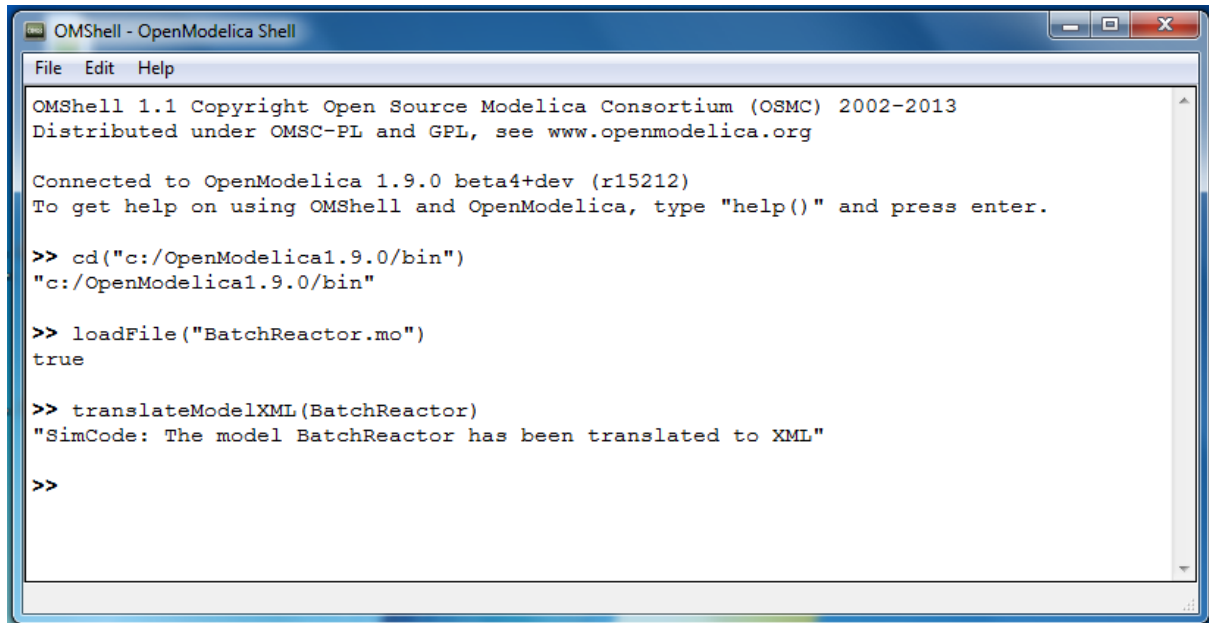 OMShell - OpenModelica Shell
File Edit Help
OMShell 1.1 Copyright Open Source Modelica Consortium (OSMC) 2002-2013
Distributed under OMSC-PL and GPL, see www.openmodelica.org
Connected to OpenModelica 1.9.0 beta4+dev (r15212)
To get help on using OMShell and OpenModelica, type "help()" and press enter.
>> cd("c:/OpenModelica1.9.0/bin")
"c:/OpenModelica1.9.0/bin"
>> loadFile("BatchReactor.mo")
true
>> translateModelXML(BatchReactor)
"SimCode: The model BatchReactor has been translated to XML"
>>